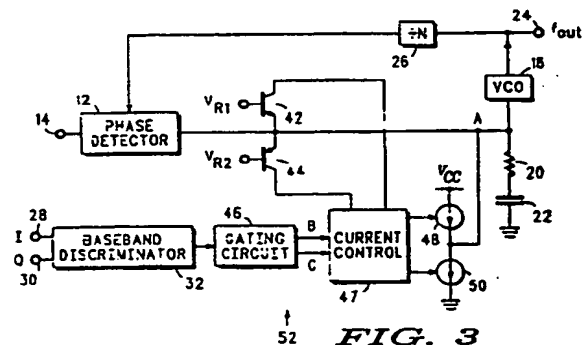 24
fout
÷N
26
12
18
VCO
14
PHASE
DETECTOR
VR1
42
A
VR2
44
20
VCC
22
28
I
46
B
48
BASEBAND
DISCRIMINATOR
GATING
CIRCUIT
CURRENT
CONTROL
Q
C
30
32
47
50
52
FIG. 3